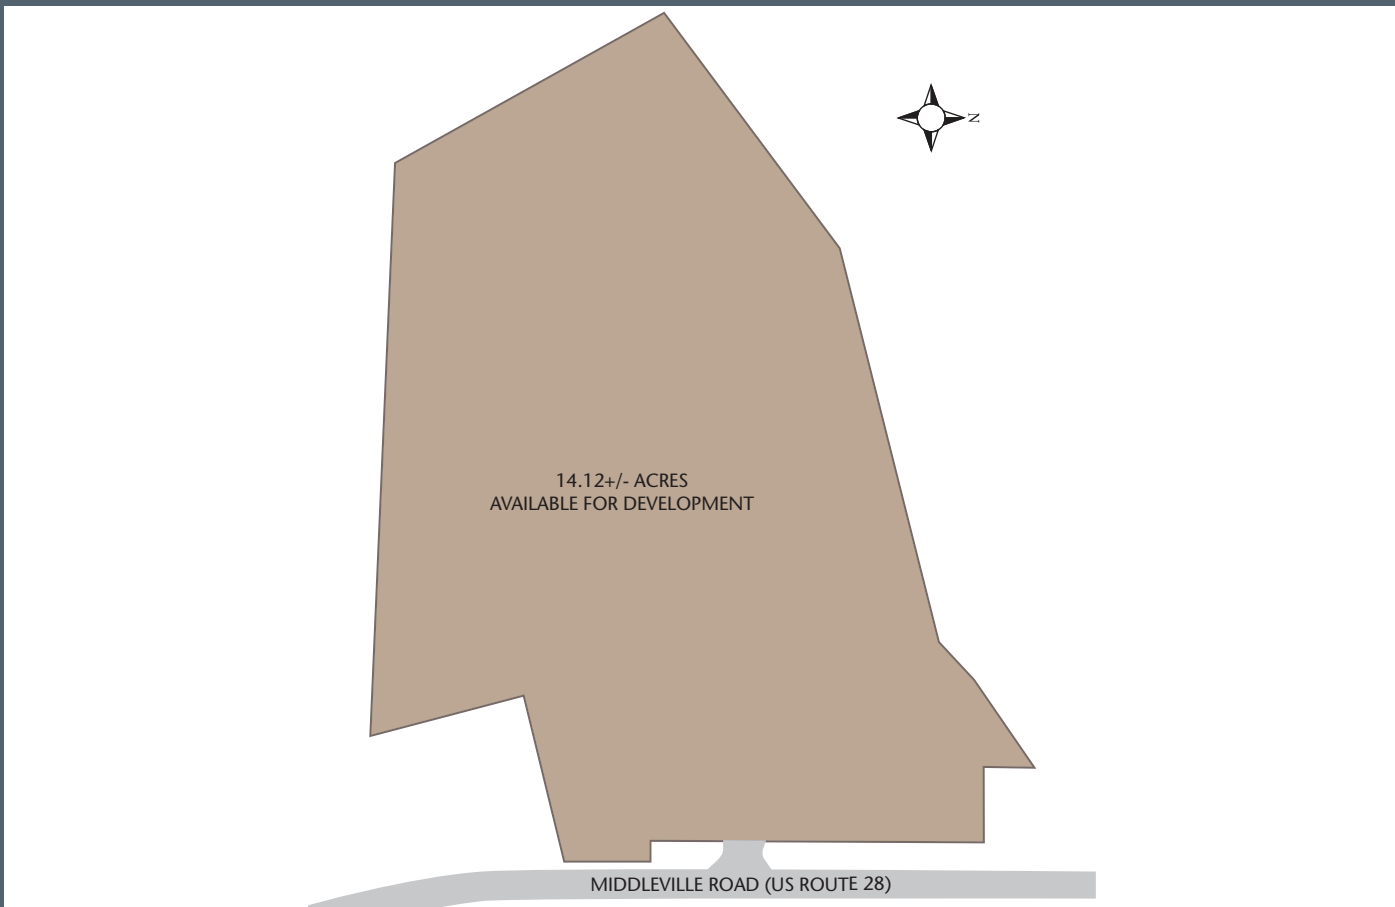 N
14.12+/- ACRES
AVAILABLE FOR DEVELOPMENT
MIDDLEVILLE ROAD (US ROUTE 28)